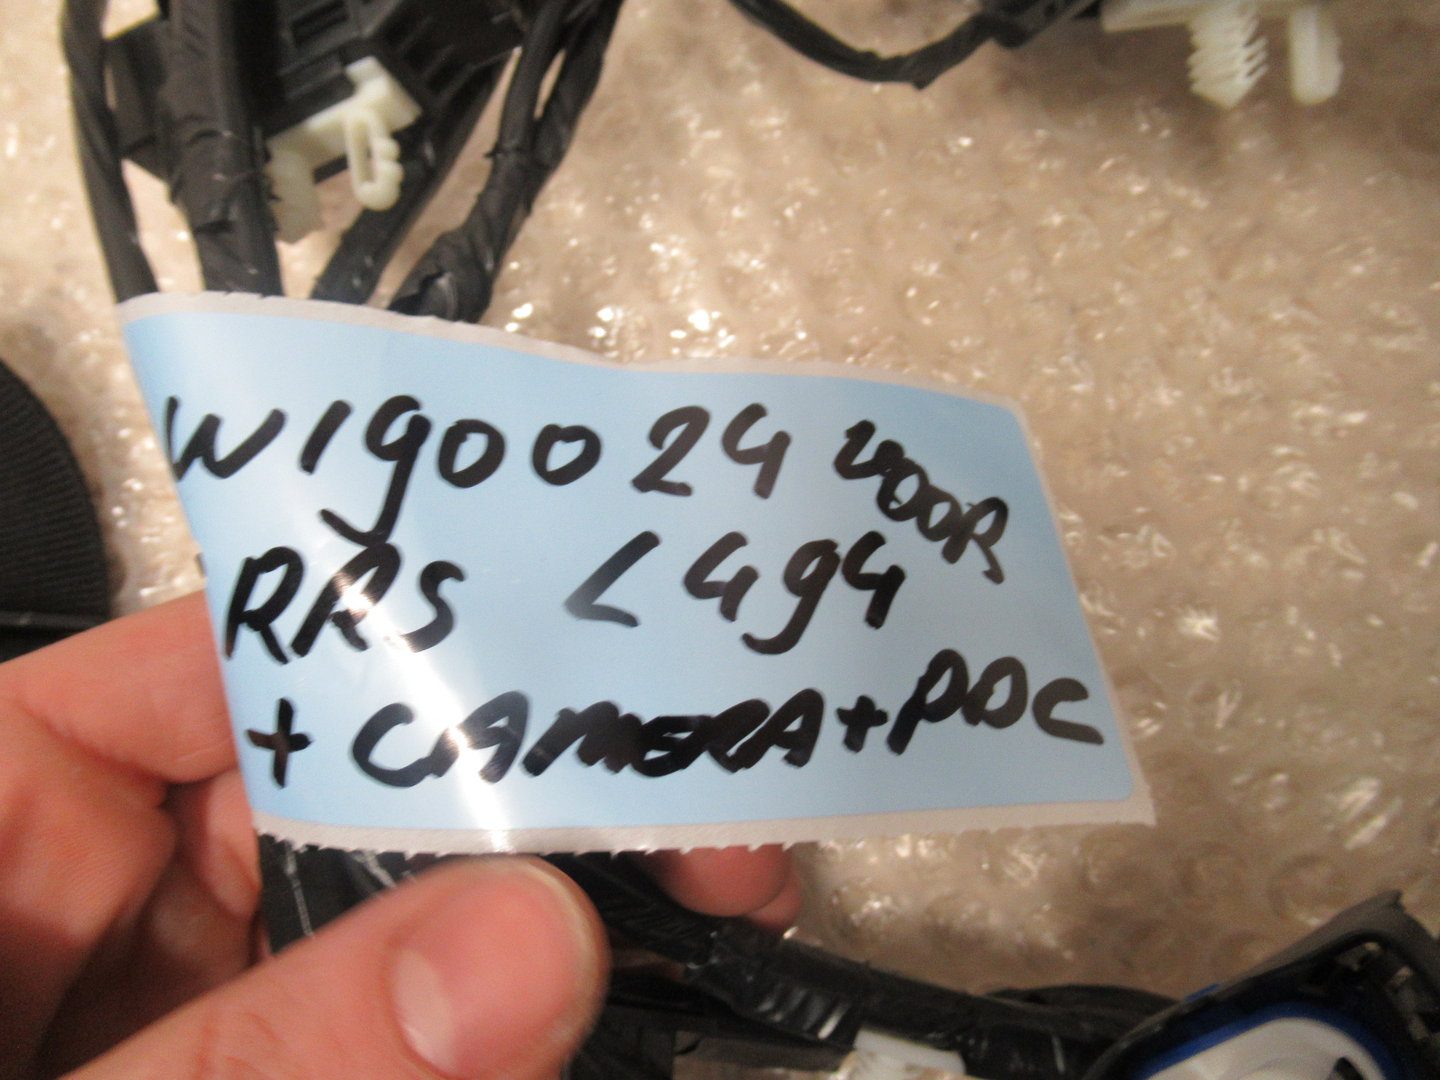 W190024 VOOR
RRS L494
+ CAMERA + PDC